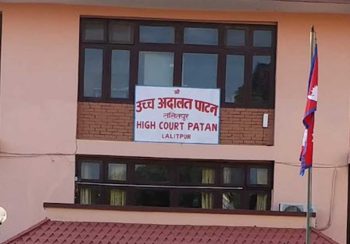 श्री
उच्च अदालत पाटन
ललितपुर
HIGH COURT PATAN
LALITPUR